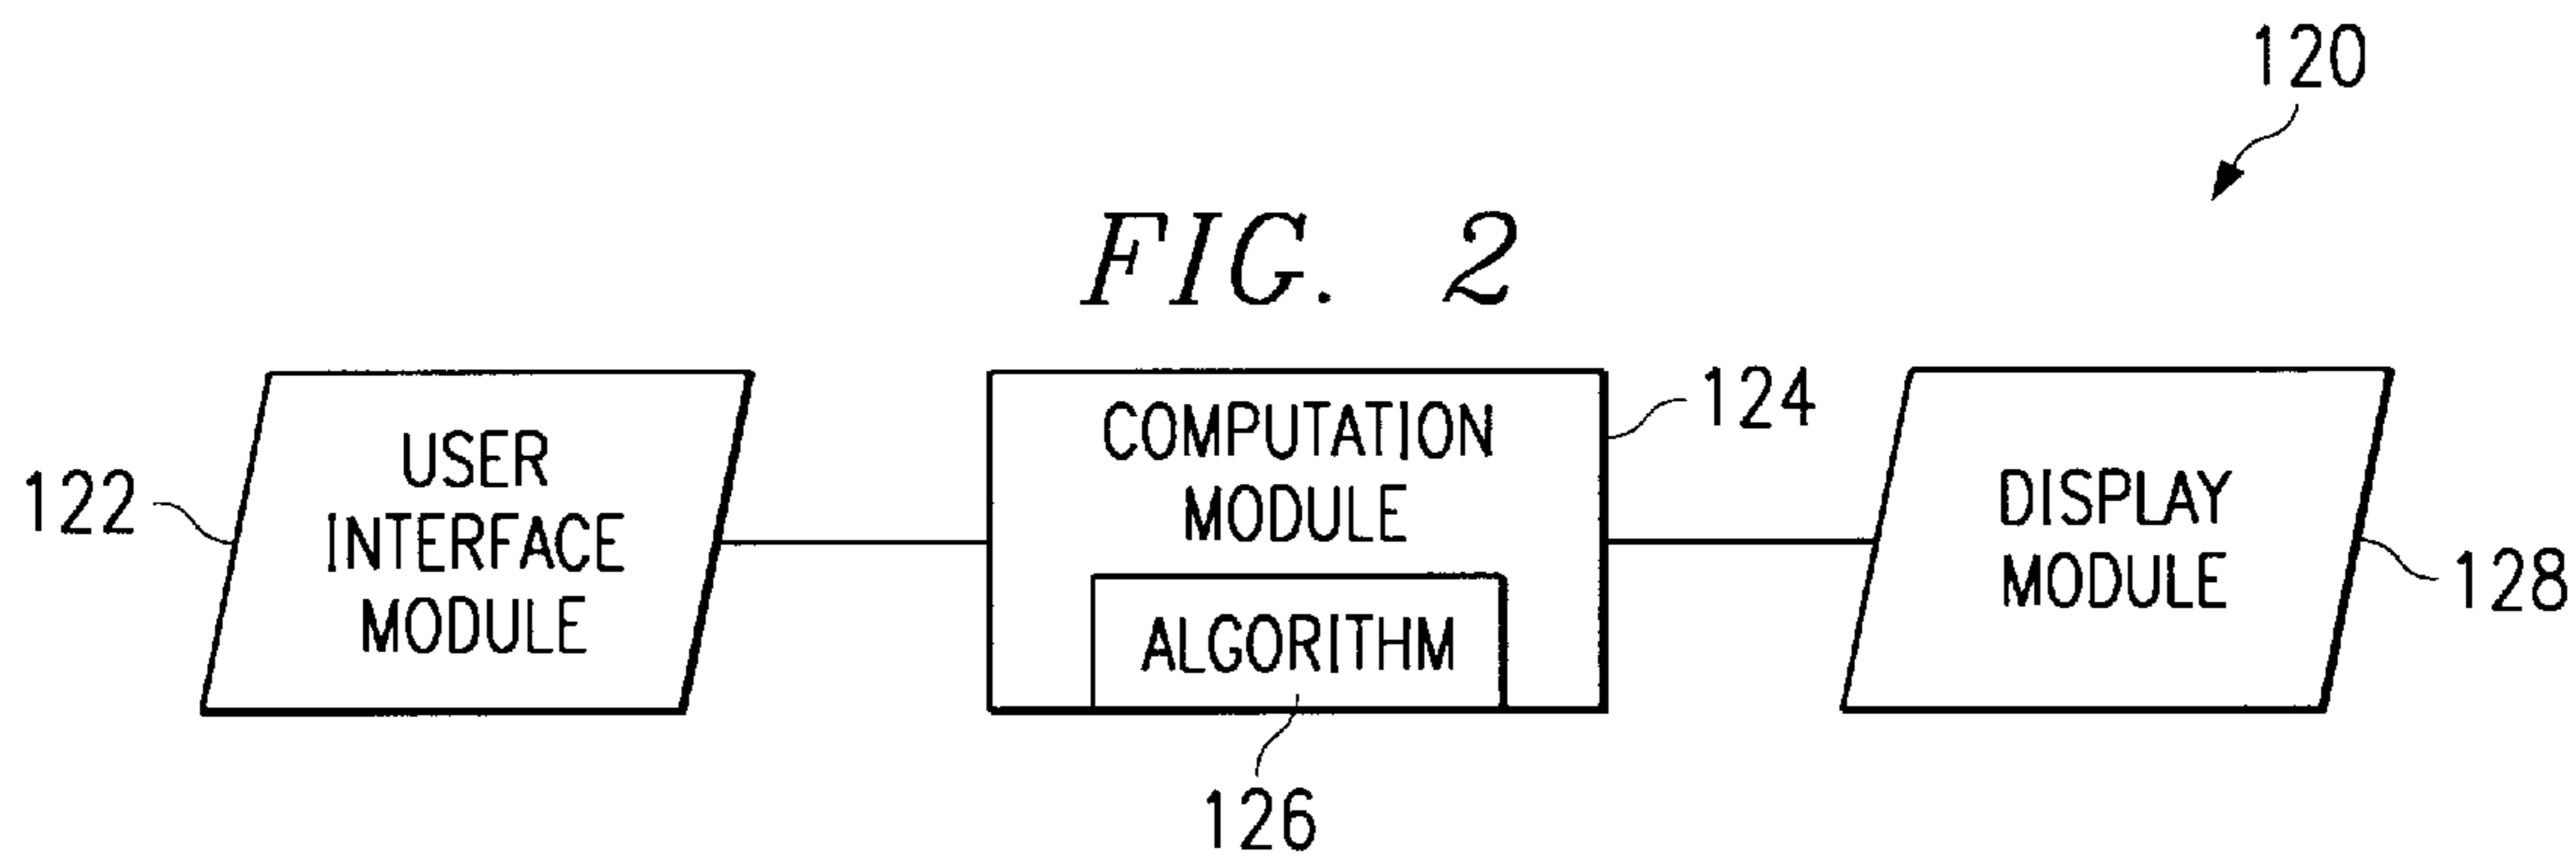 120
FIG. 2
122
USER
INTERFACE
MODULE
COMPUTATION
MODULE
124
ALGORITHM
126
DISPLAY
MODULE
128